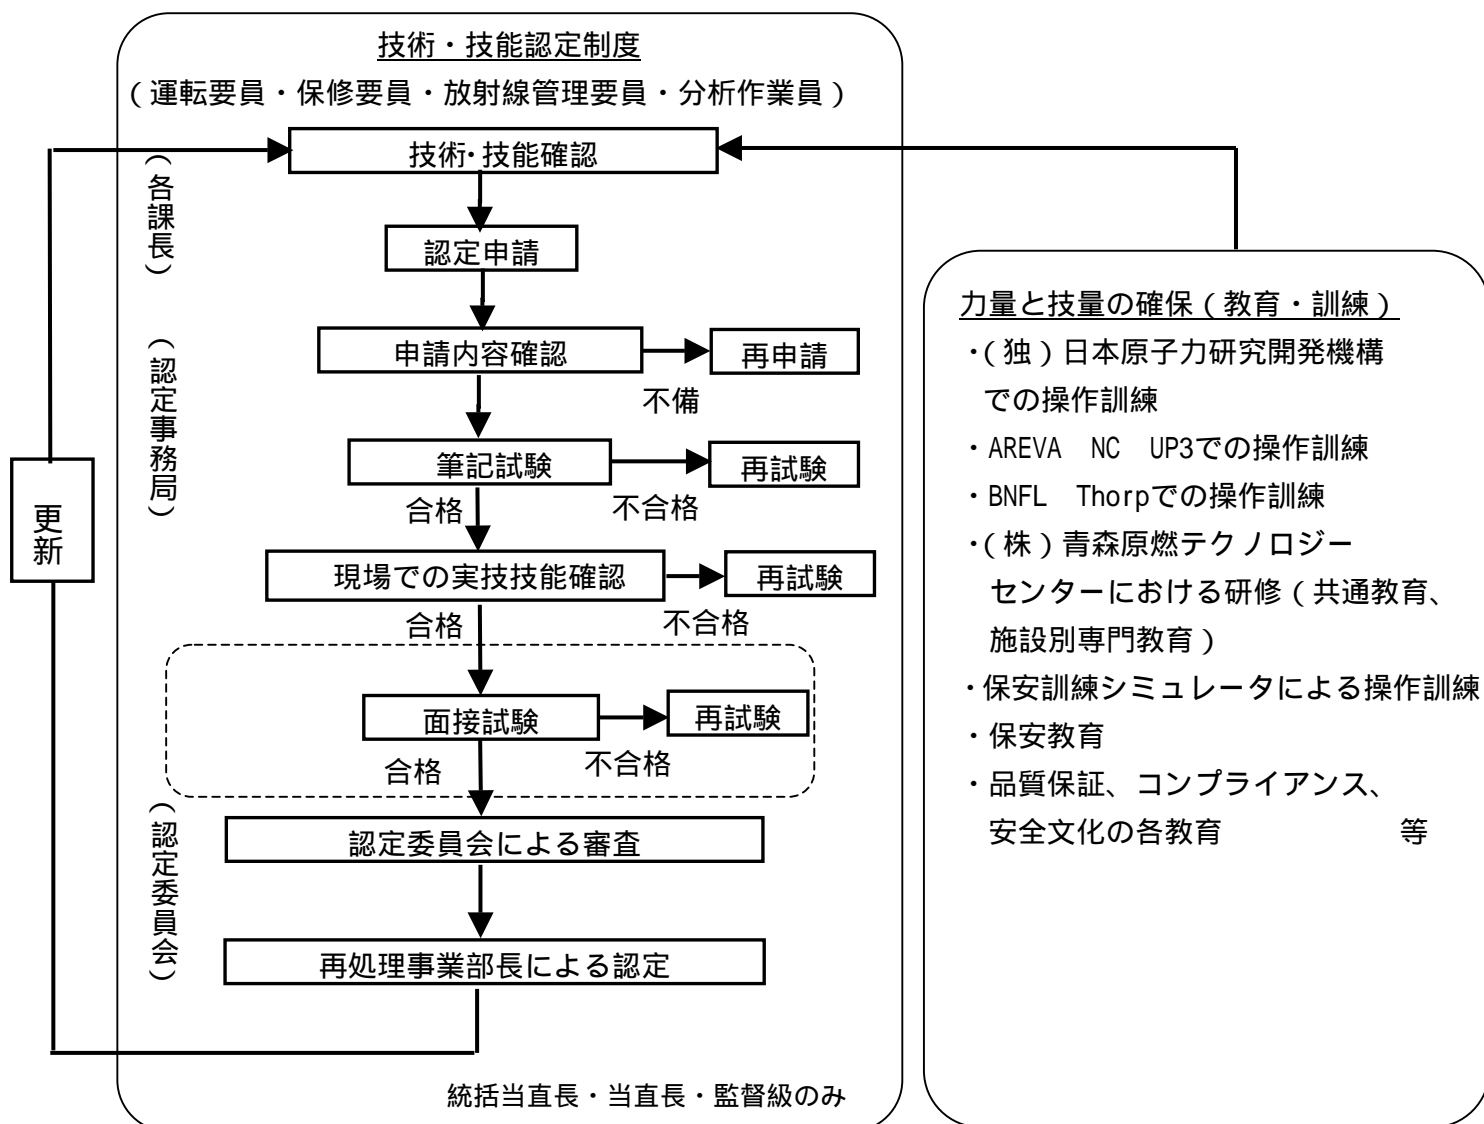 技術・技能認定制度
(運転要員・保修要員・放射線管理要員・分析作業員)
技術・技能確認
(各課長)
認定申請
(認定事務局)
申請内容確認
再申請
不備
筆記試験
再試験
合格
不合格
現場での実技技能確認
再試験
合格
不合格
面接試験
再試験
合格
不合格
(認定委員会)
認定委員会による審査
再処理事業部長による認定
更新
統括当直長・当直長・監督級のみ
力量と技量の確保(教育・訓練)
・(独)日本原子力研究開発機構
での操作訓練
・AREVA NC UP3での操作訓練
・BNFL Thorpでの操作訓練
・(株)青森原燃テクノロジー
センターにおける研修(共通教育、
施設別専門教育)
・保安訓練シミュレータによる操作訓練
・保安教育
・品質保証、コンプライアンス、
安全文化の各教育 等